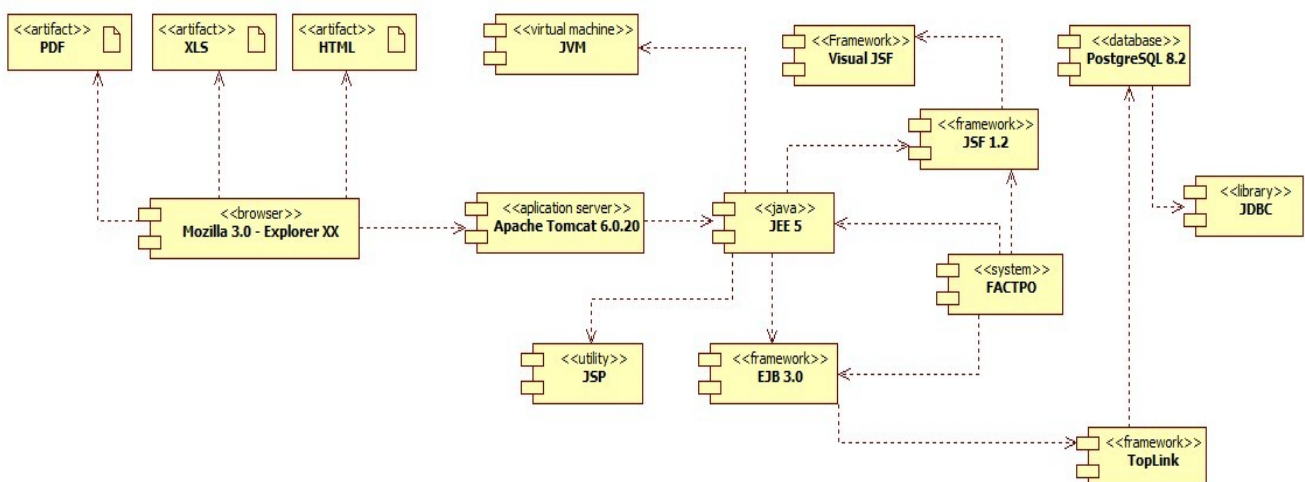 <<artifact>>
PDF
<<artifact>>
XLS
<<artifact>>
HTML
<<virtual machine>>
JVM
<<Framework>>
Visual JSF
<<database>>
PostgreSQL 8.2
<<framework>>
JSF 1.2
<<library>>
JDBC
<<browser>>
Mozilla 3.0 - Explorer XX
<<aplication server>>
Apache Tomcat 6.0.20
<<java>>
JEE 5
<<system>>
FACTPO
<<utility>>
JSP
<<framework>>
EJB 3.0
<<framework>>
TopLink